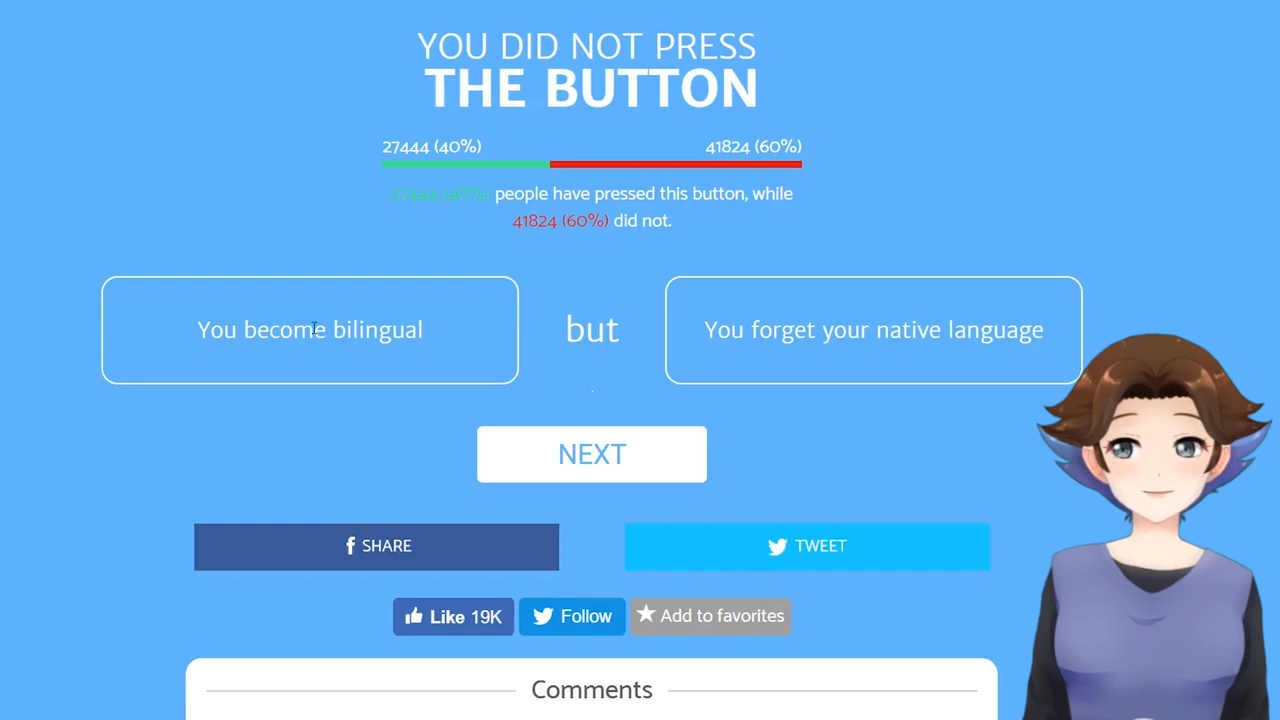 YOU DID NOT PRESS
THE BUTTON
27444 (40%) 41824 (60%)
27444 (40%) people have pressed this button, while
41824 (60%) did not.
You become bilingual but You forget your native language
NEXT
SHARE TWEET
Like 19K Follow Add to favorites
Comments